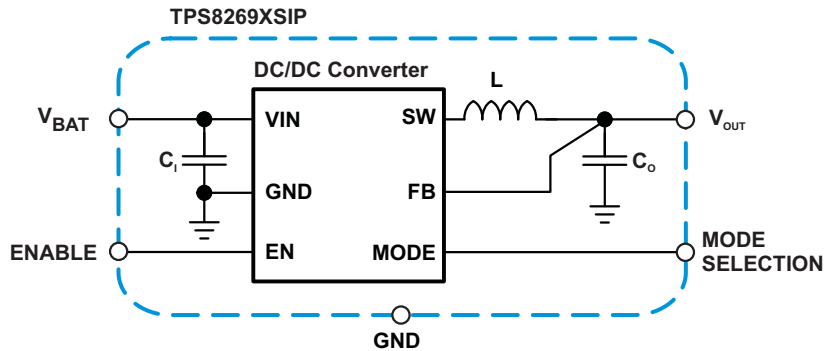 TPS8269XSIP
DC/DC Converter
L
VBAT
VIN
SW
VOUT
CI
CO
GND
FB
ENABLE
EN
MODE
MODE
SELECTION
GND